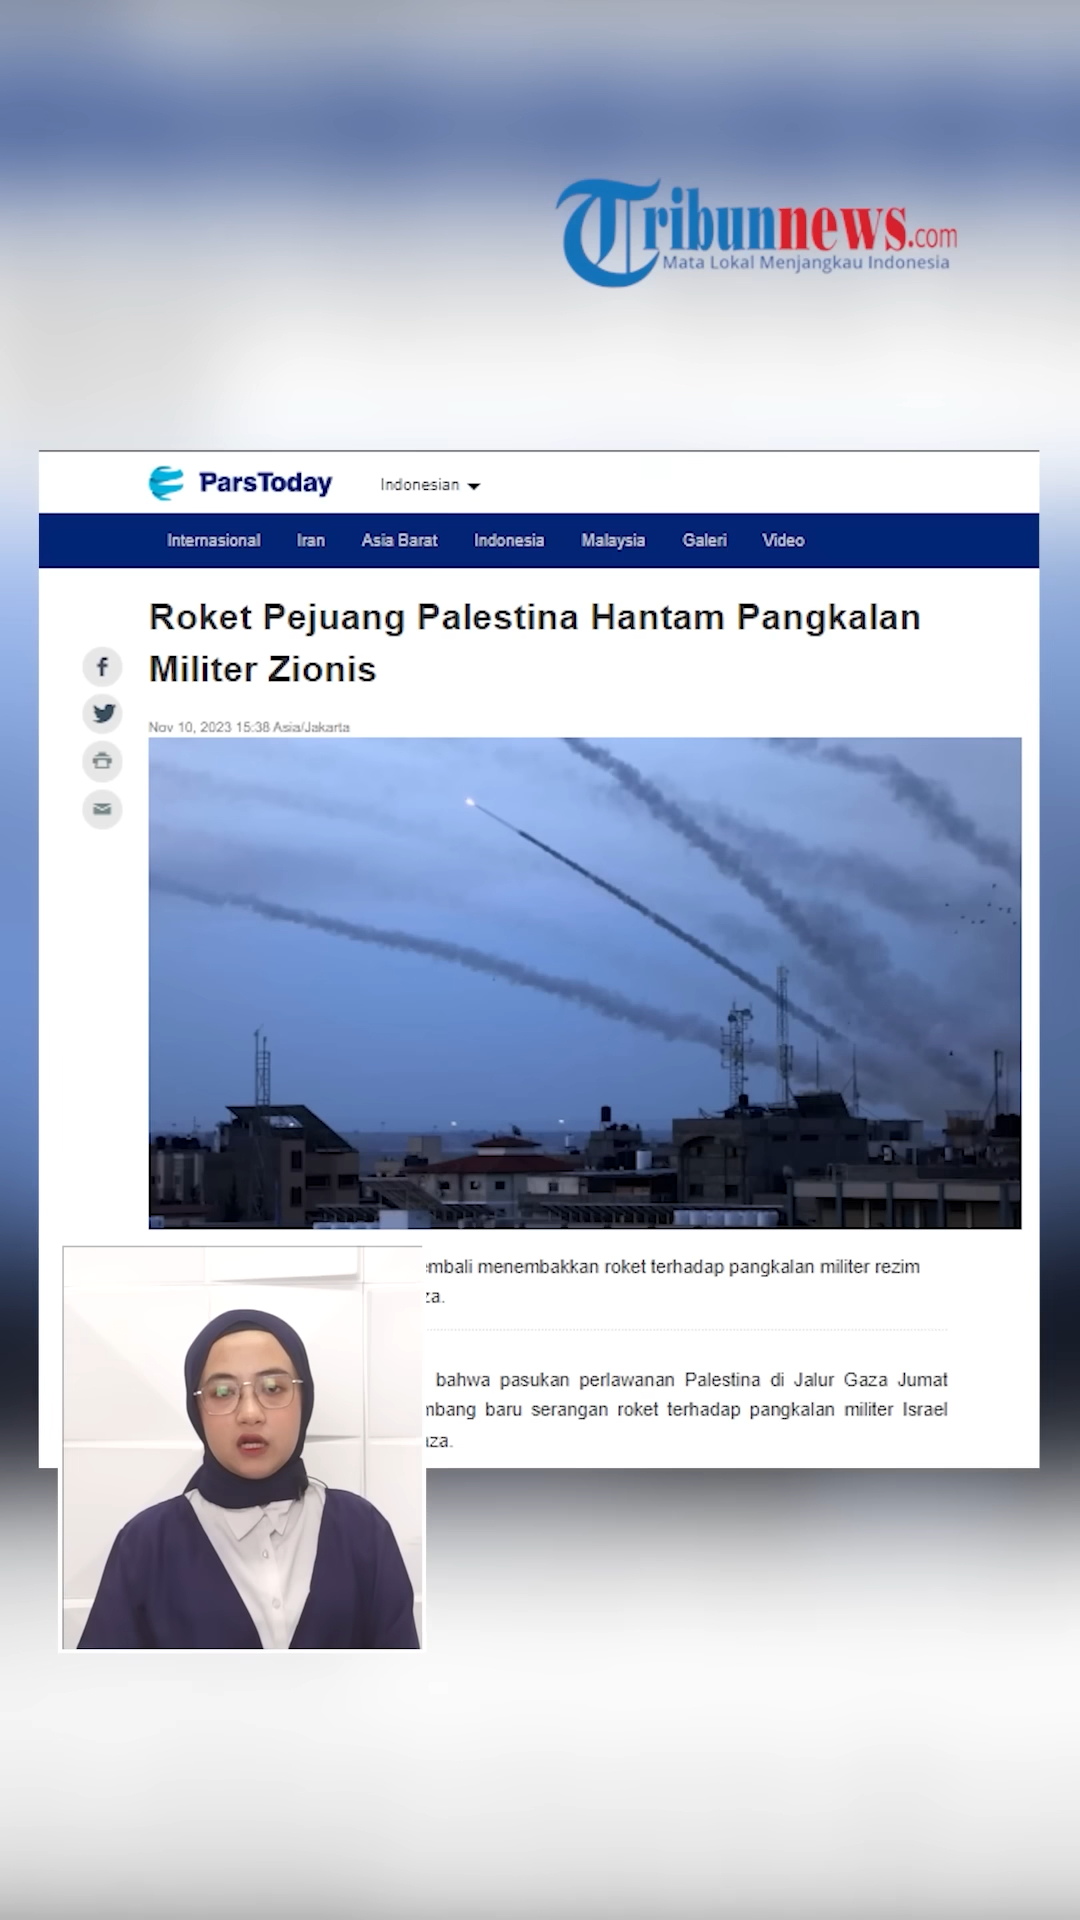 Tribunnews.com
Mata Lokal Menjangkau Indonesia
ParsToday
Indonesian
Internasional Iran Asia Barat Indonesia Malaysia Galeri Video
Roket Pejuang Palestina Hantam Pangkalan
Militer Zionis
Nov 10, 2023 15:38 Asia/Jakarta
menembakkan roket terhadap pangkalan militer rezim
bahwa pasukan perlawanan Palestina di Jalur Gaza Jumat
baru serangan roket terhadap pangkalan militer Israel